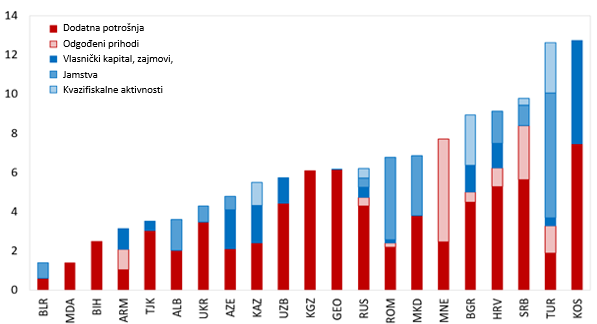 14
12
10
8
6
4
2
0
Dodatna potrošnja
Odgođeni prihodi
Vlasnički kapital, zajmovi,
Jamstva
Kvazifiskalne aktivnosti
BLR MDA BIH ARM TJK ALB UKR AZE KAZ UZB KGZ GEO RUS ROM MKD MNE BGR HRV SRB TUR KOS